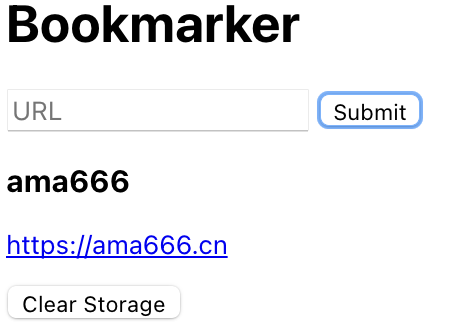 Bookmarker
URL Submit
ama666
https://ama666.cn
Clear Storage